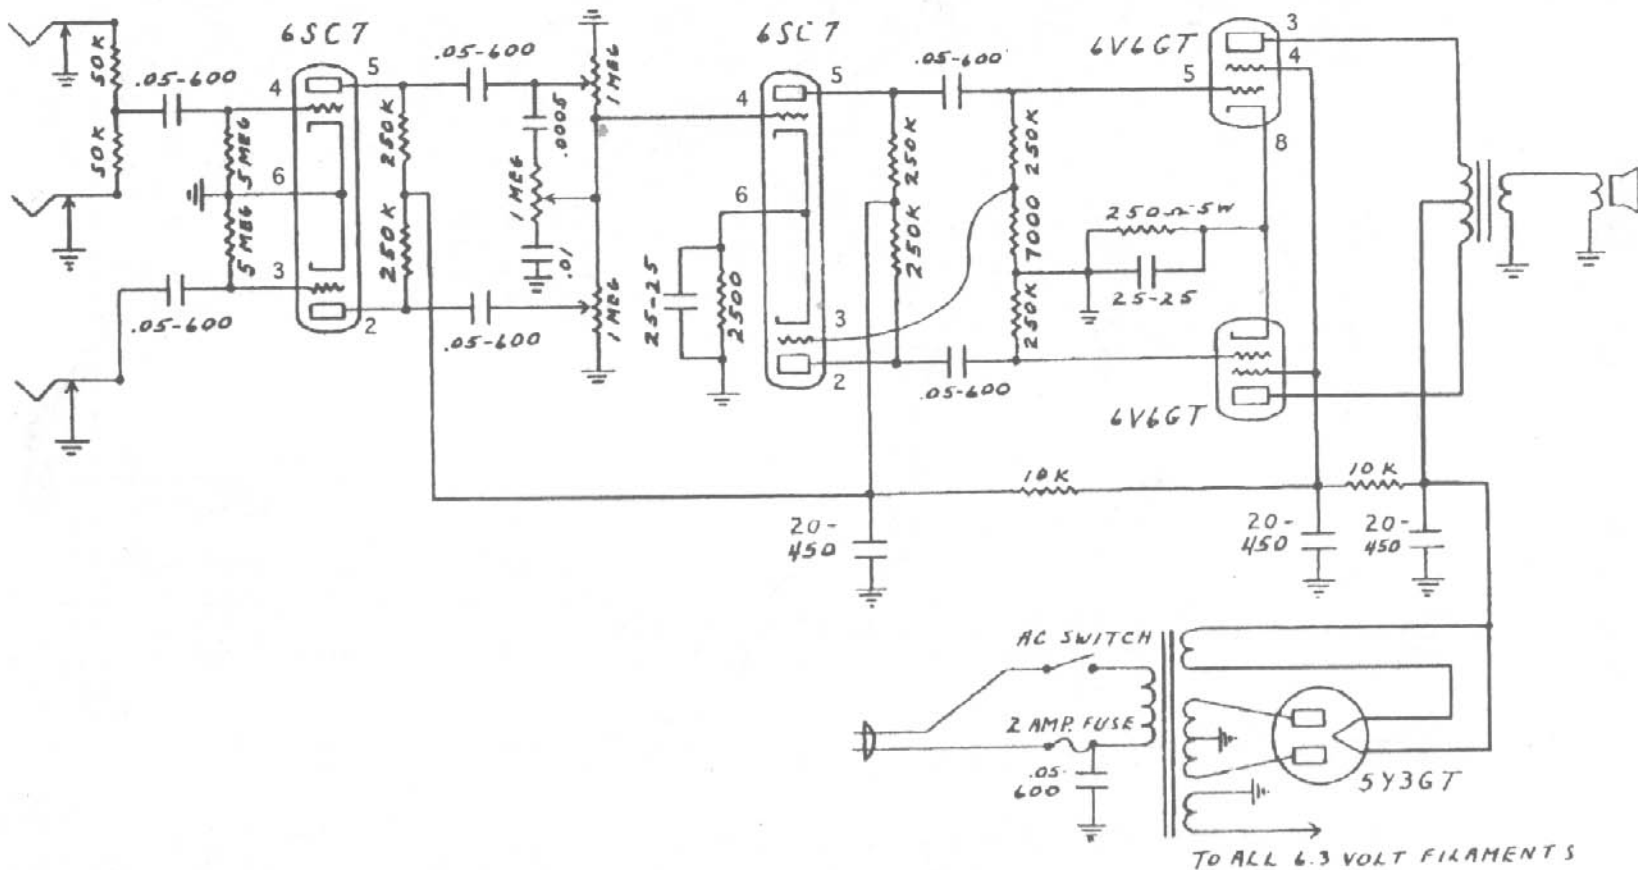 6SC7
6SC7
6V6GT
3
4
5
8
50K
50K
.05-600
4
5 MEG
6
5 MEG
3
.05-600
5
2
250K
250K
.05-600
.05-600
.0005
1 MEG
.01
1 MEG
1 MEG
4
6
25-25
2500
5
3
2
250K
250K
.05-600
.05-600
250K
7000
250K
250Ω 5W
25-25
6V6GT
10K
10K
20-
450
20-
450
20-
450
AC SWITCH
2 AMP. FUSE
.05-
600
5Y3GT
TO ALL 6.3 VOLT FILAMENTS